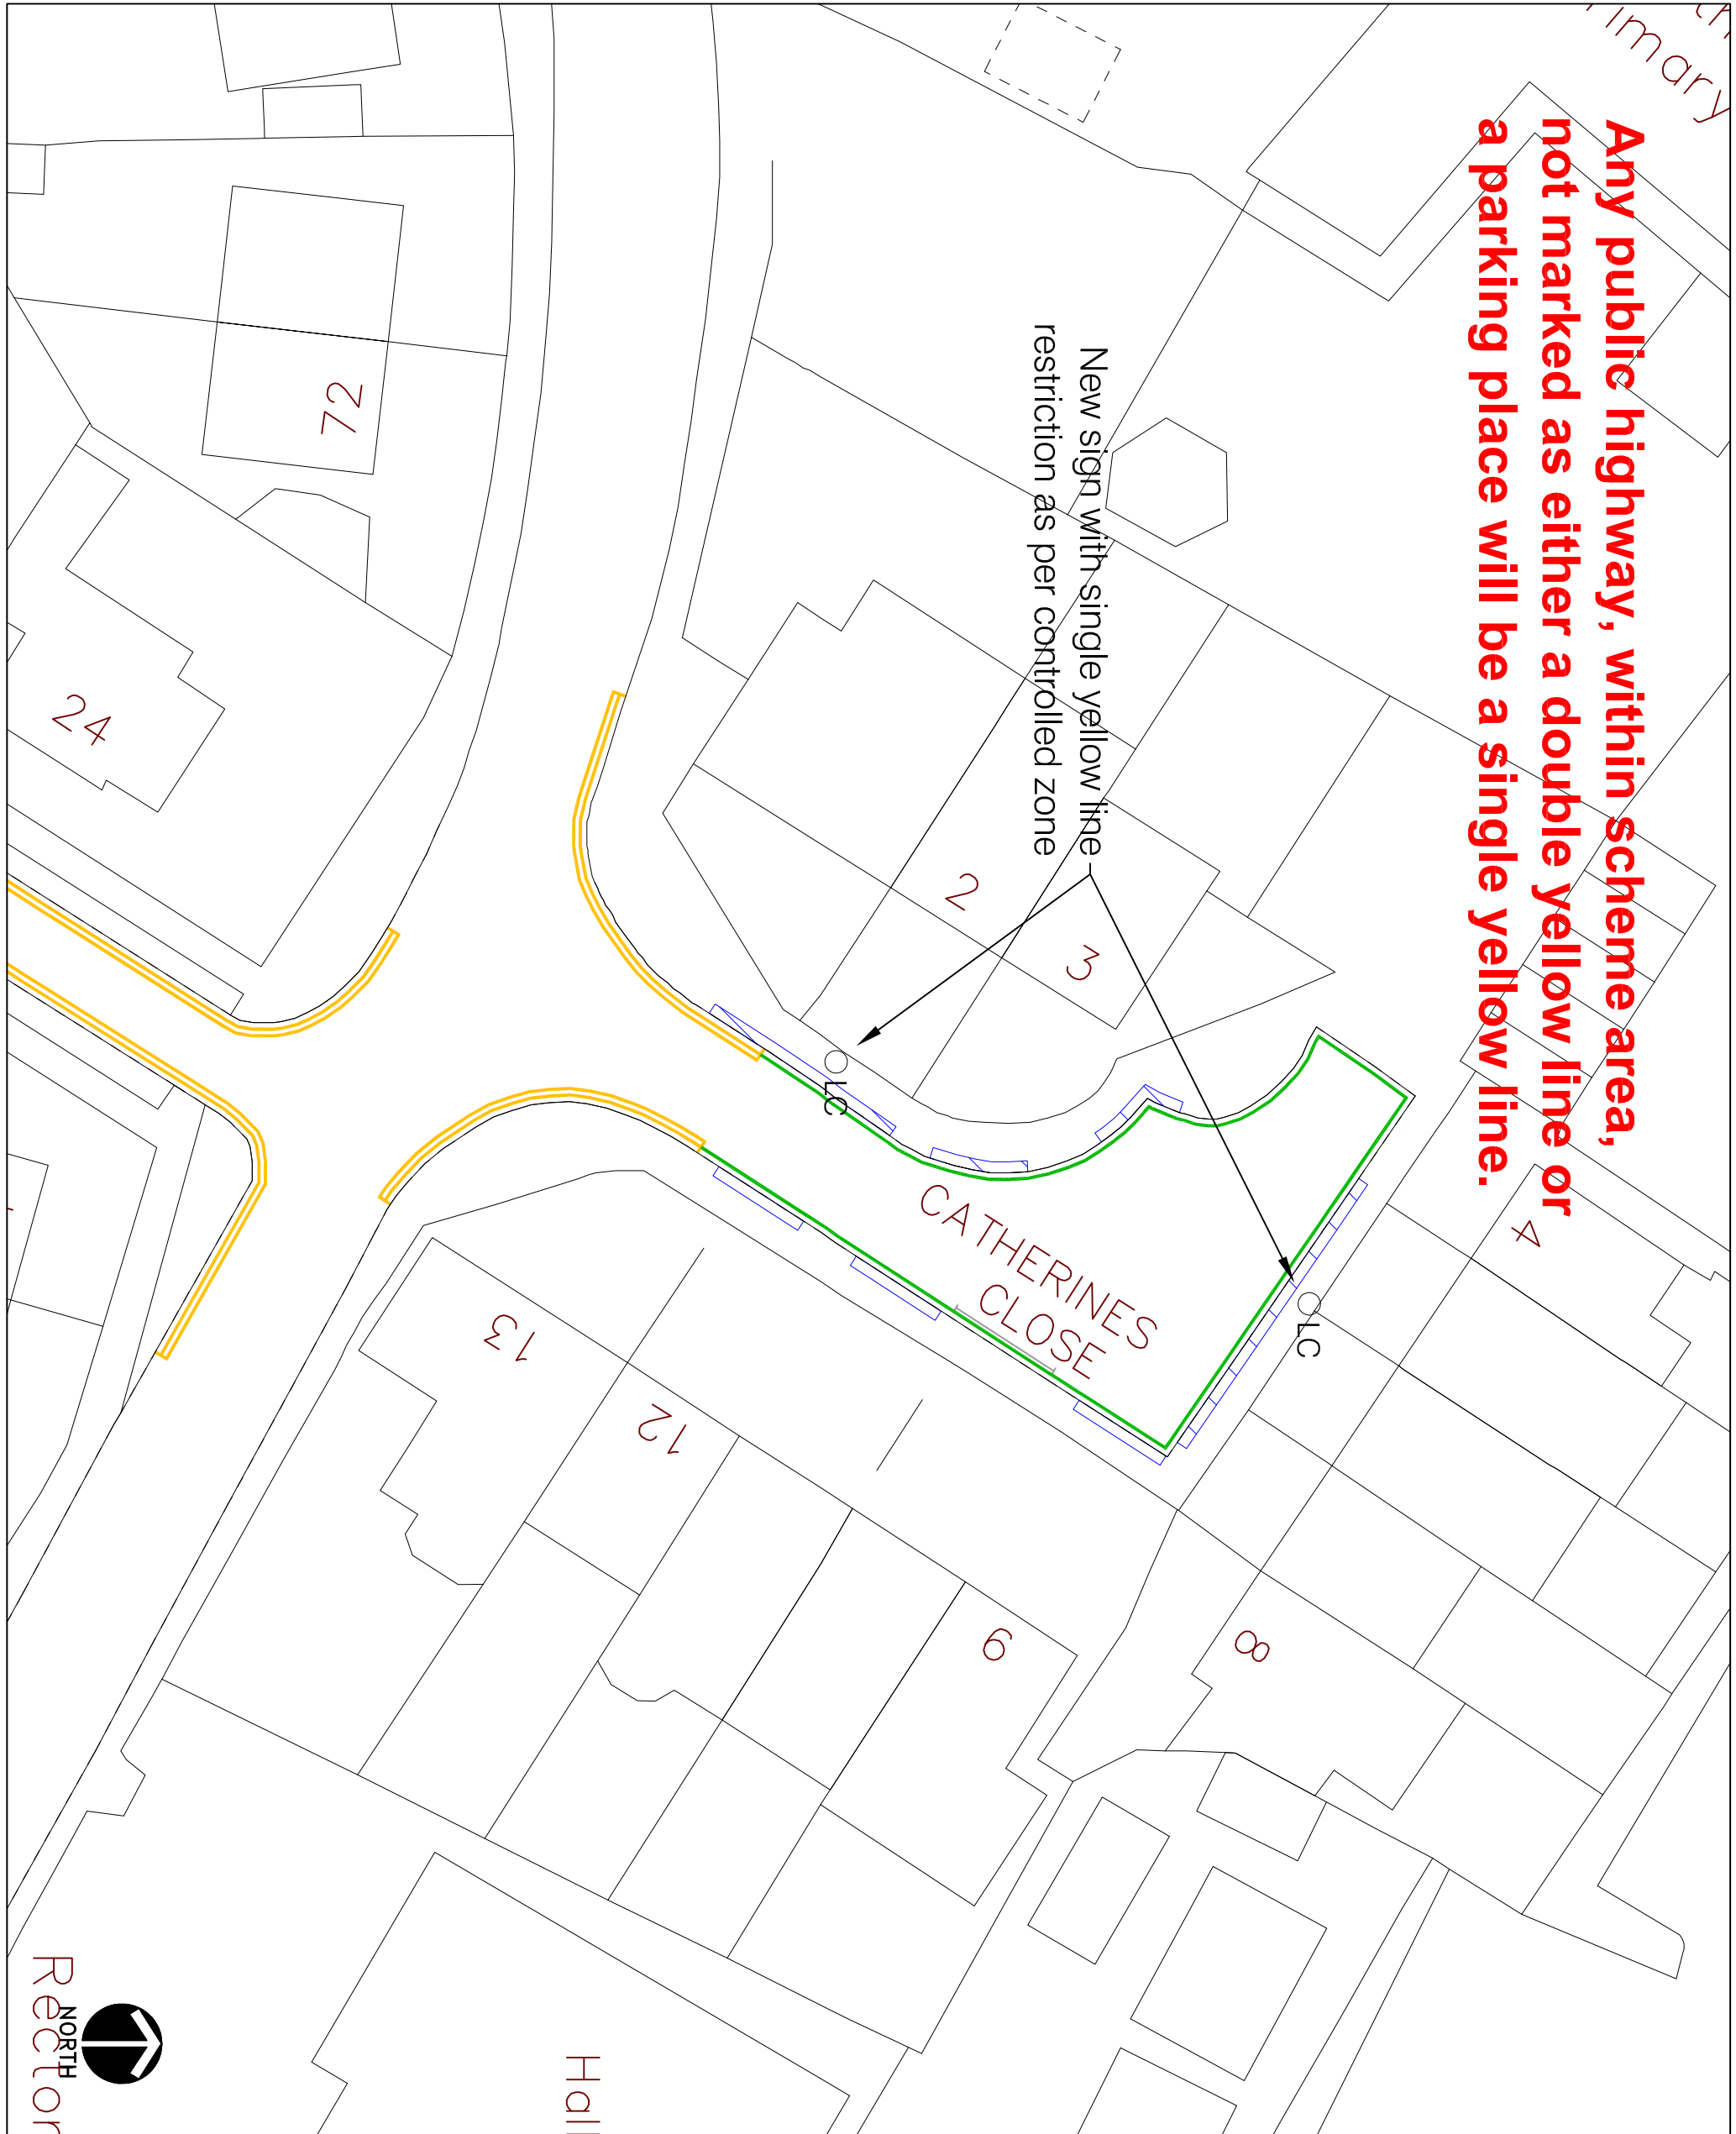 Any public highway, within scheme area,
not marked as either a double yellow line or
a parking place will be a single yellow line.
New sign with single yellow line
restriction as per controlled zone
72
24
2
3
4
LC
LC
CATHERINES
CLOSE
13
12
9
8
Hall
NORTH